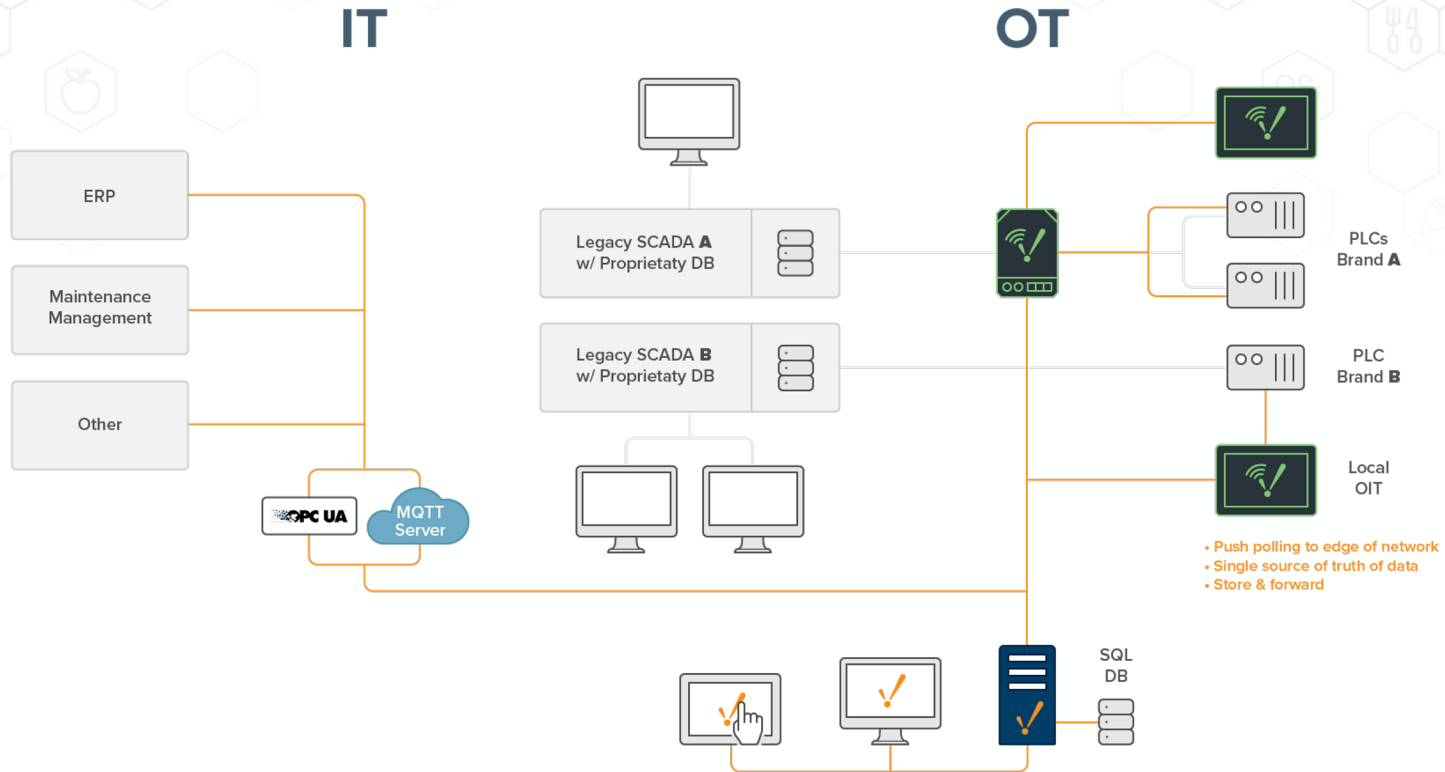 IT
OT
ERP
Maintenance
Management
Other
OPC UA
MQTT
Server
Legacy SCADA A
w/ Proprietaty DB
Legacy SCADA B
w/ Proprietaty DB
PLCs
Brand A
PLC
Brand B
Local
OIT
• Push polling to edge of network
• Single source of truth of data
• Store & forward
SQL
DB